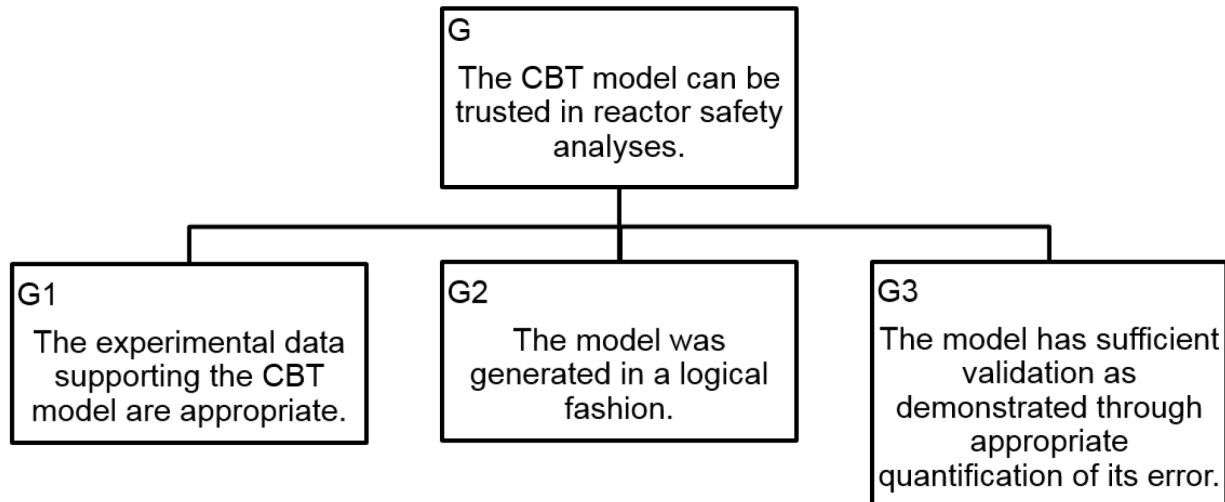 G
The CBT model can be
trusted in reactor safety
analyses.
G1
The experimental data
supporting the CBT
model are appropriate.
G2
The model was
generated in a logical
fashion.
G3
The model has sufficient
validation as
demonstrated through
appropriate
quantification of its error.